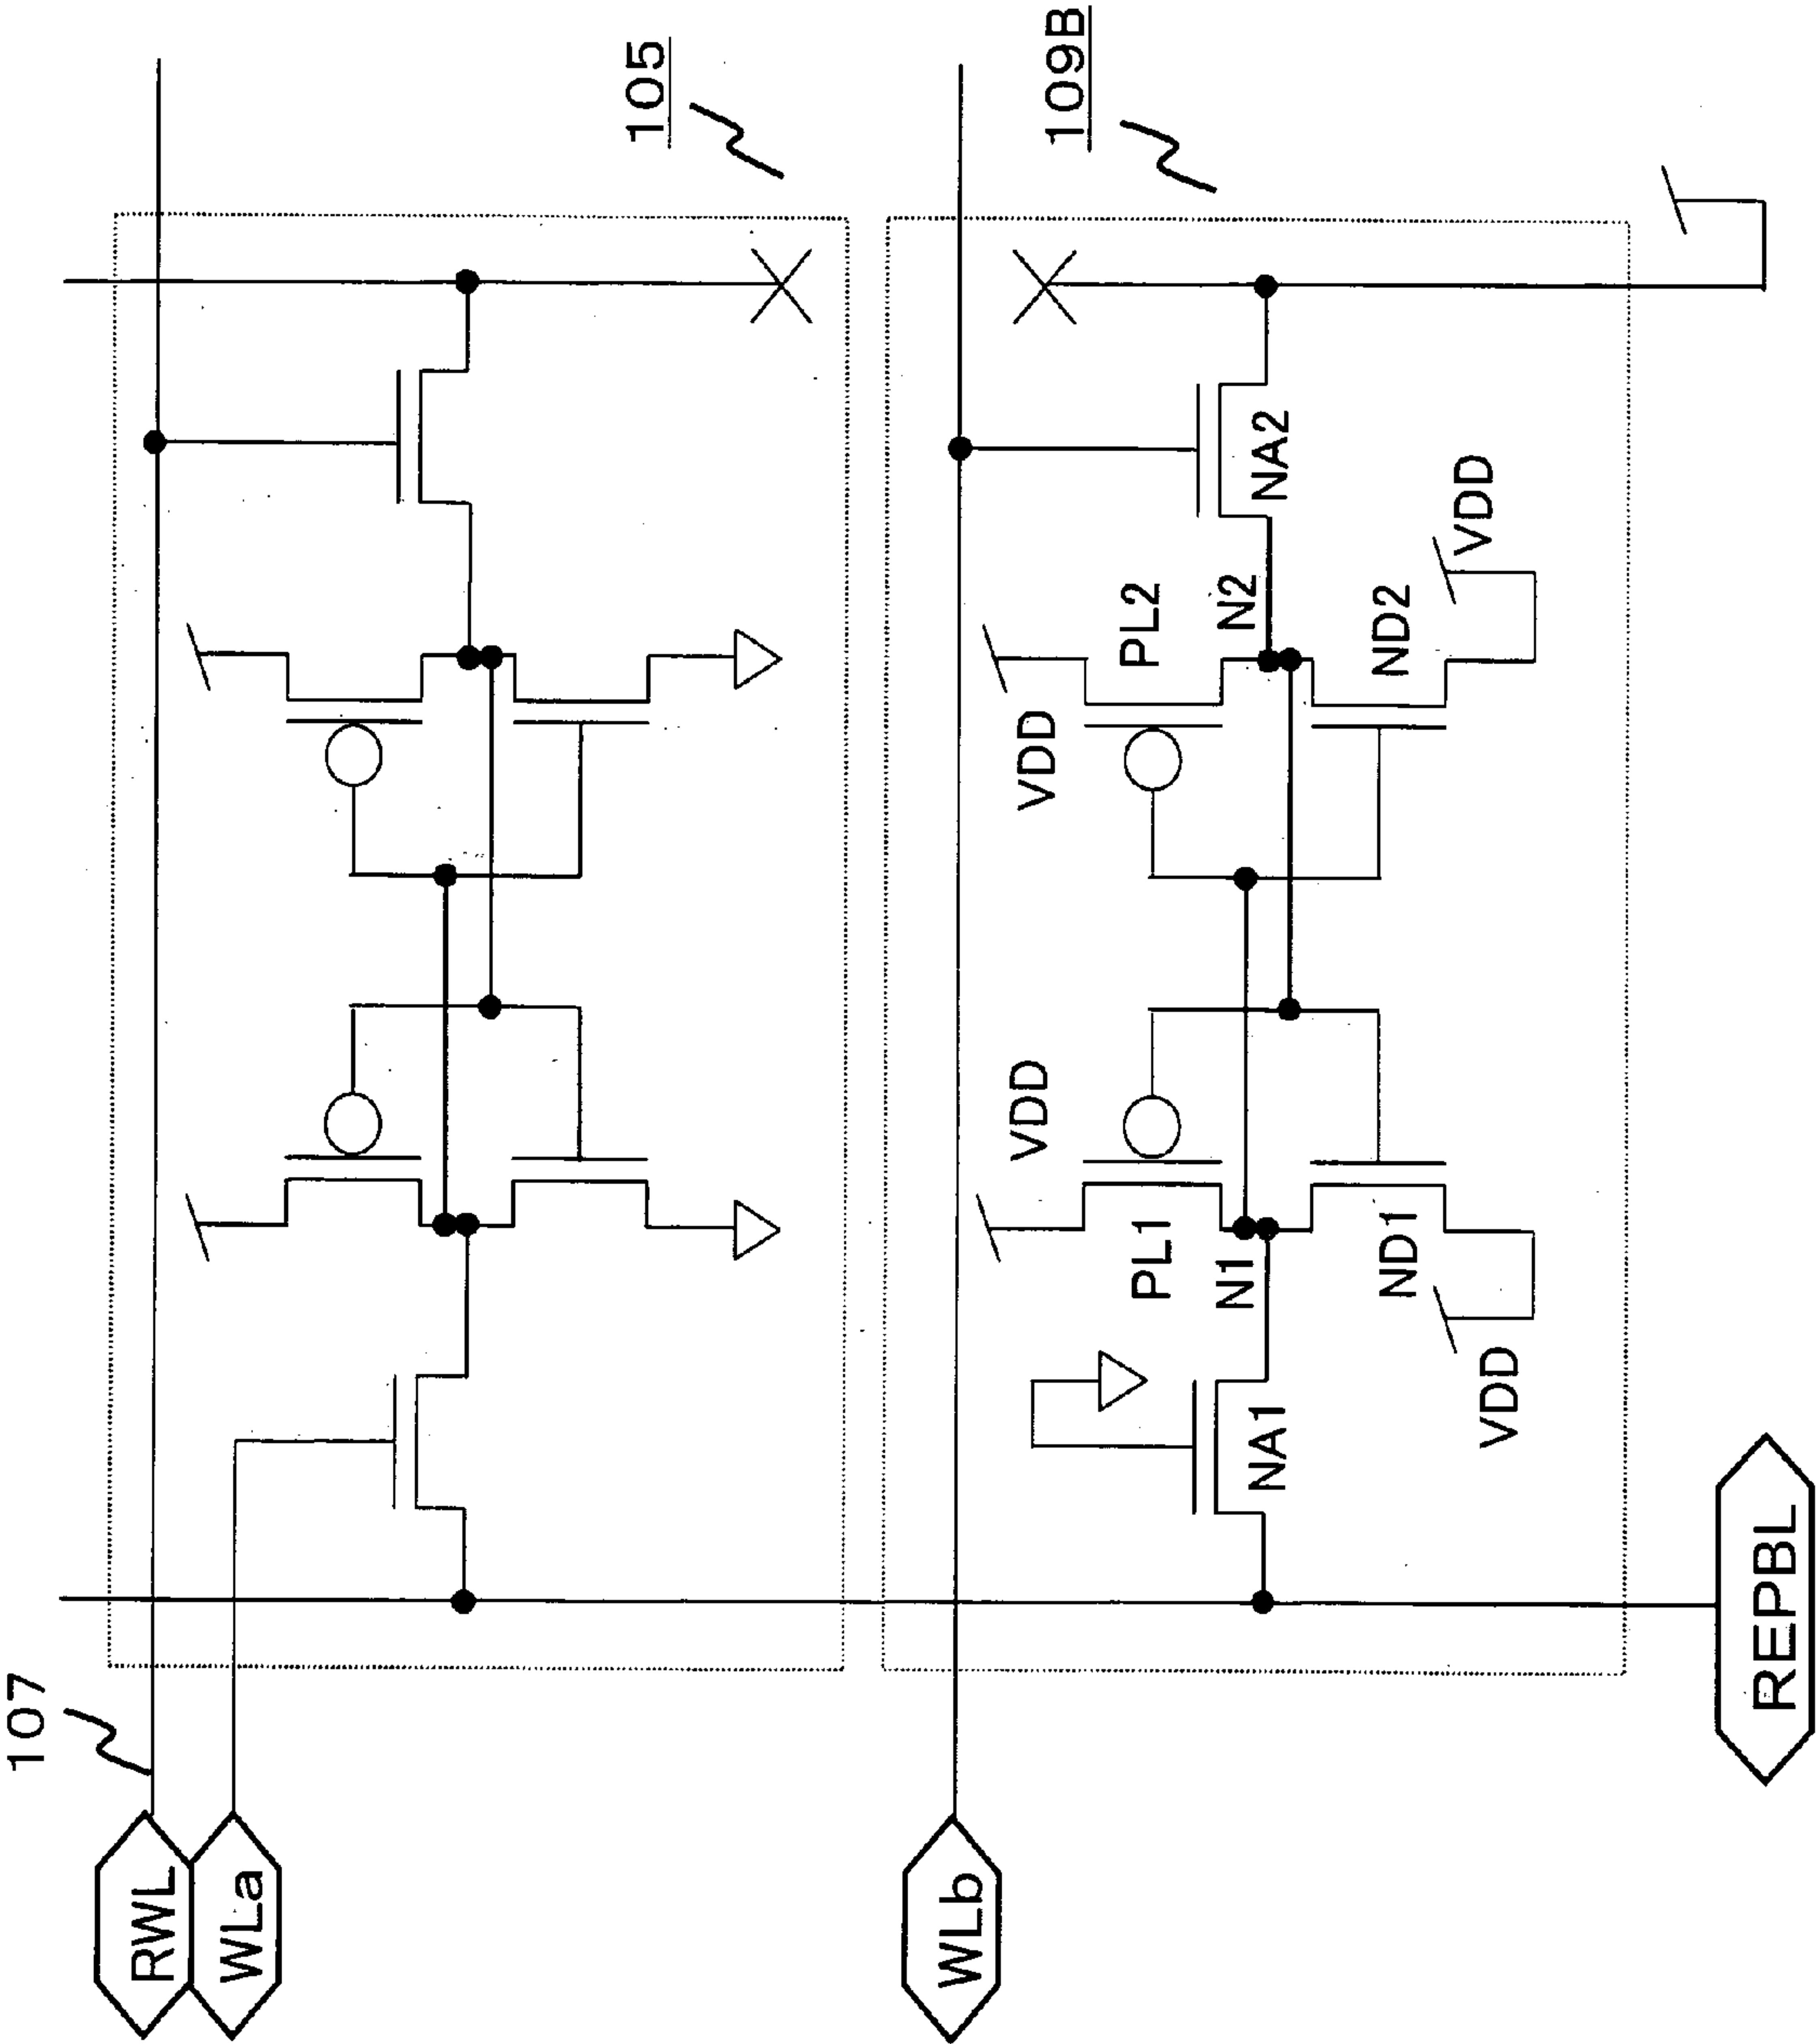 107
RWL
WLa
105
WLb
109B
VDD
VDD
PL1
PL2
N1
N2
NA1
NA2
ND1
ND2
VDD
VDD
REPBL